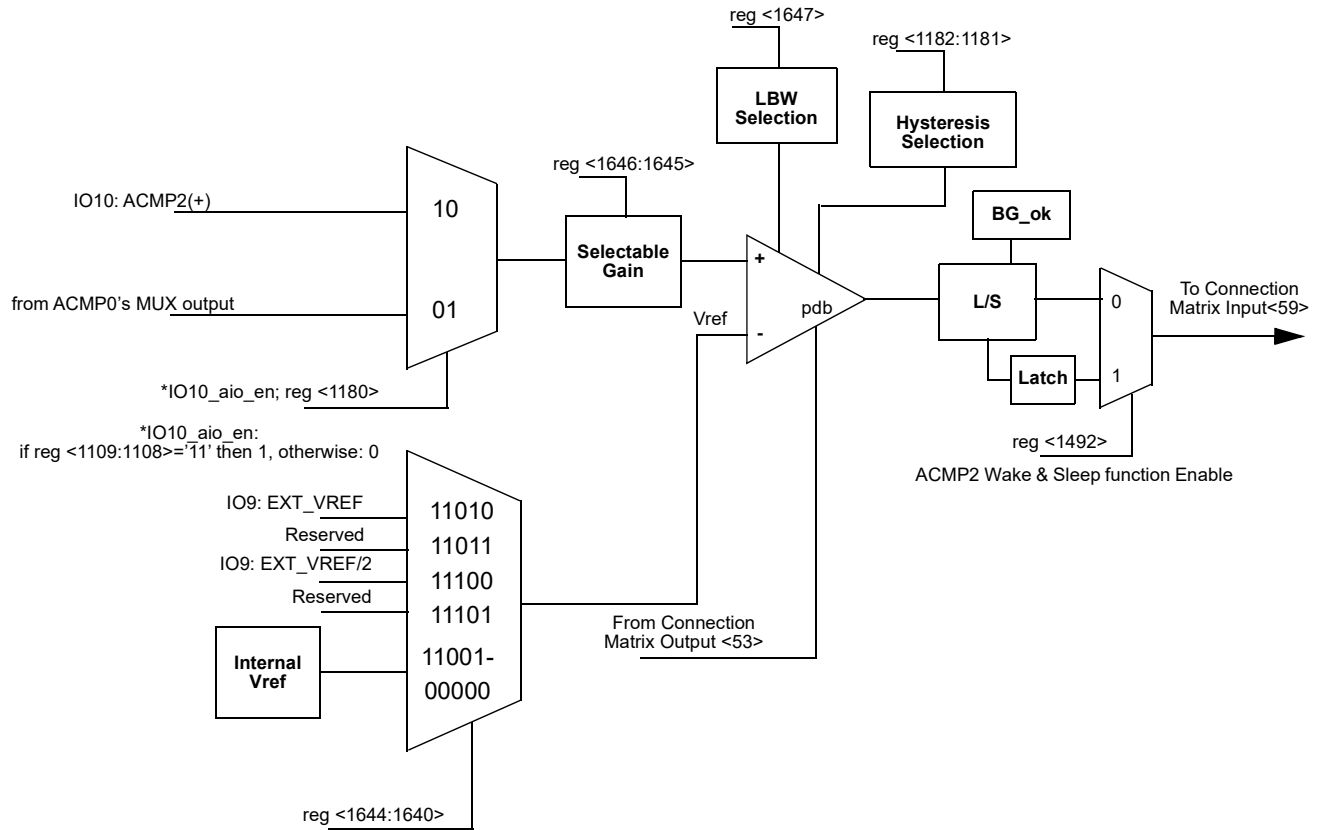 reg <1647>
reg <1182:1181>
LBW
Selection
Hysteresis
Selection
reg <1646:1645>
IO10: ACMP2(+)
10
BG_ok
Selectable
Gain
+
L/S
To Connection
Matrix Input<59>
0
from ACMP0's MUX output
01
Vref
pdb
-
Latch
1
*IO10_aio_en; reg <1180>
*IO10_aio_en:
if reg <1109:1108>='11' then 1, otherwise: 0
reg <1492>
ACMP2 Wake & Sleep function Enable
IO9: EXT_VREF
11010
Reserved
11011
IO9: EXT_VREF/2
11100
Reserved
11101
From Connection
Matrix Output <53>
Internal
Vref
11001-
00000
reg <1644:1640>